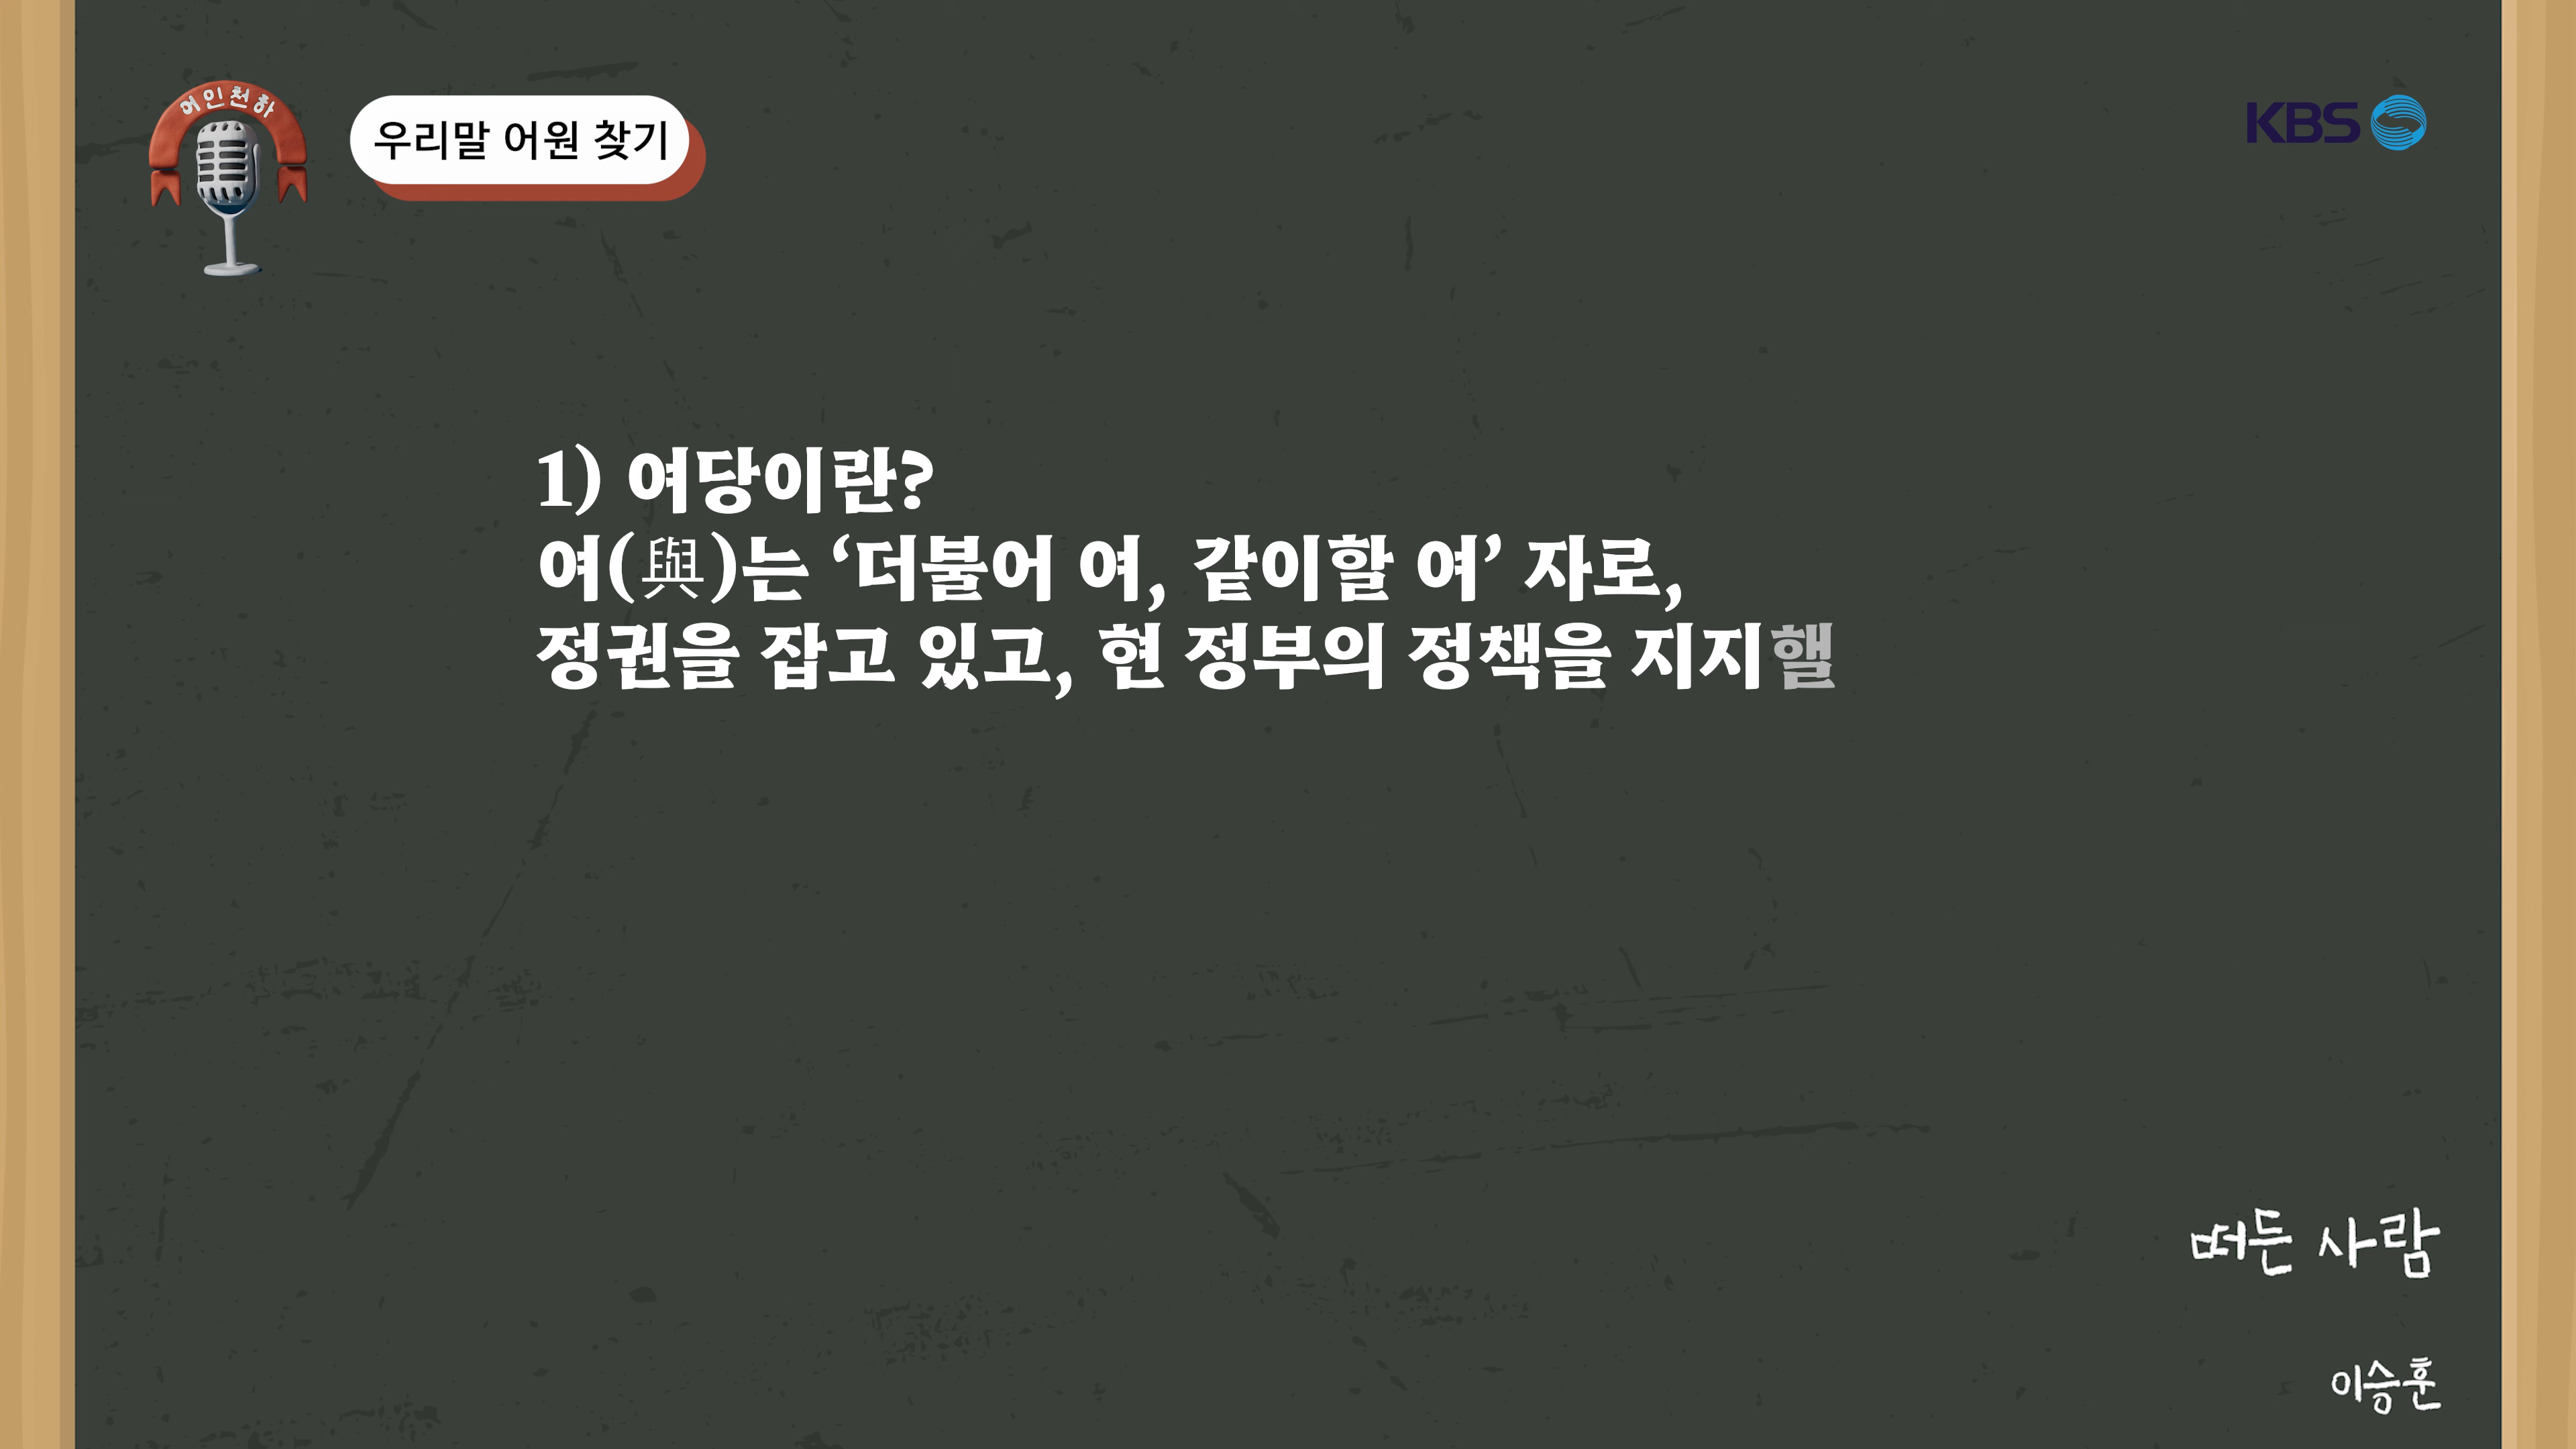 어인천하
우리말 어원 찾기
KBS
1) 여당이란?
여(與)는 ‘더불어 여, 같이할 여’ 자로,
정권을 잡고 있고, 현 정부의 정책을 지지핼
떠든 사람
이승훈